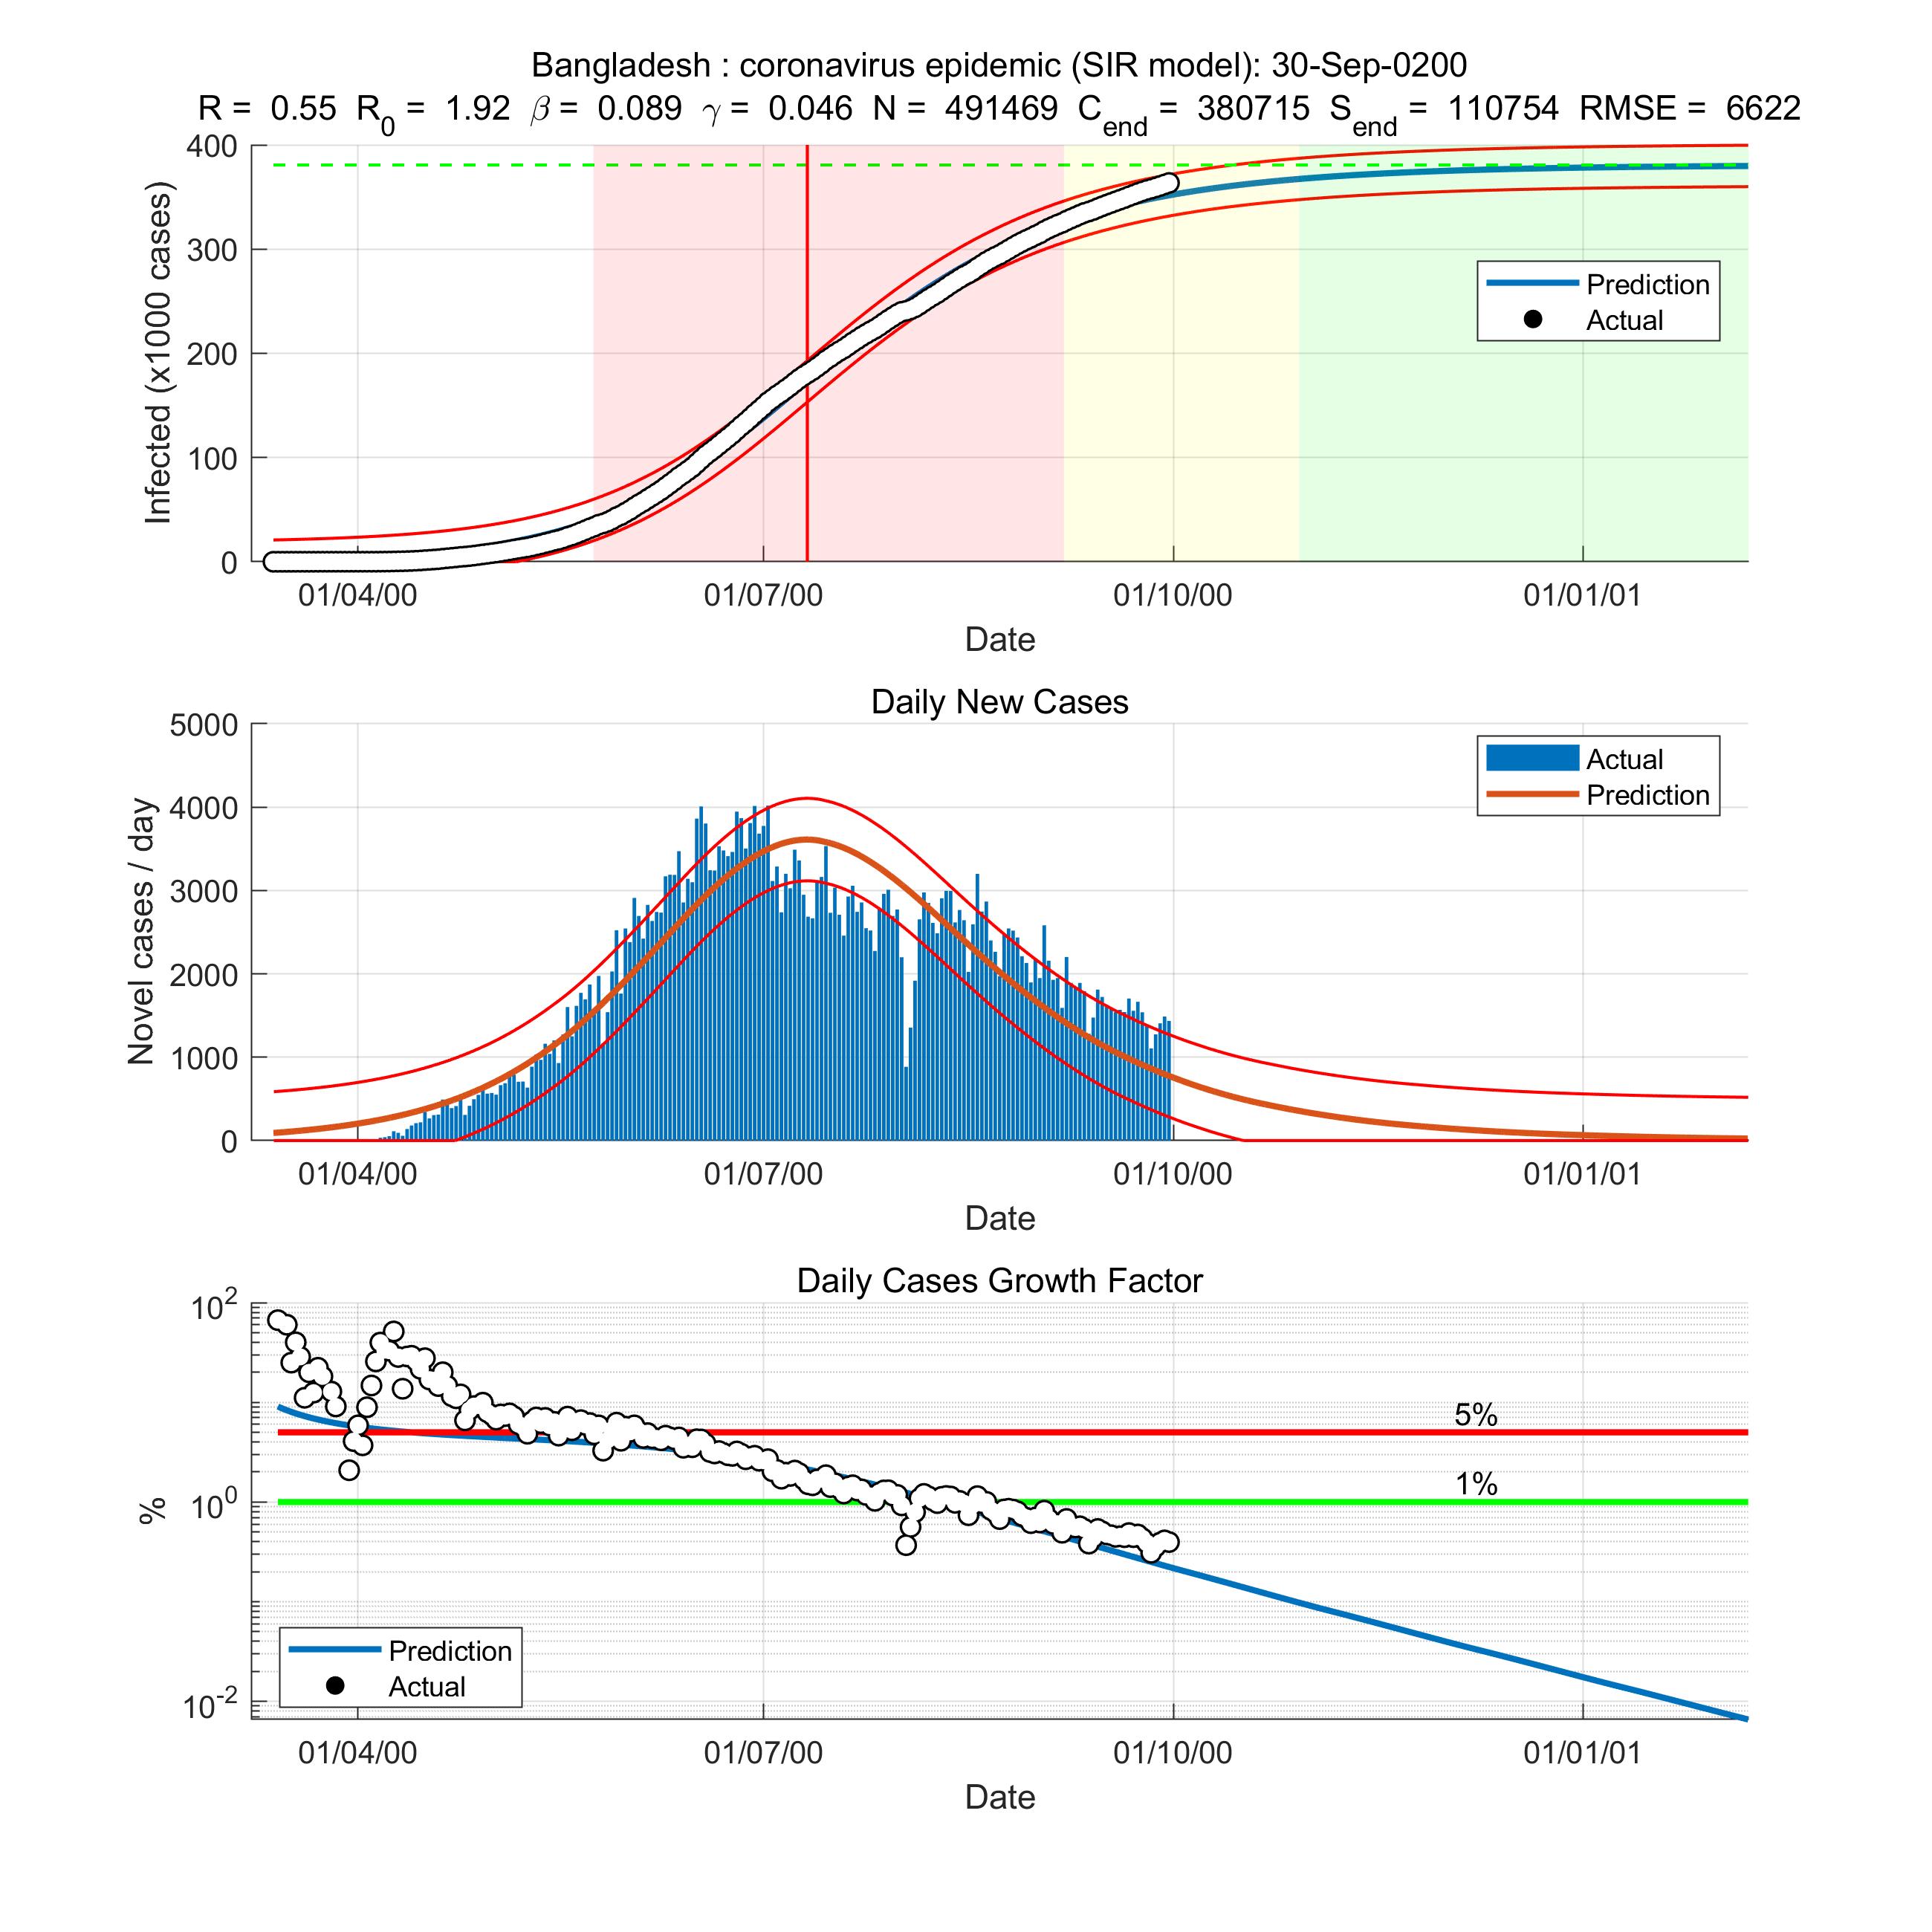 Bangladesh : coronavirus epidemic (SIR model): 30-Sep-0200
R = 0.55 R0 = 1.92 β = 0.089 γ = 0.046 N = 491469 Cend = 380715 Send = 110754 RMSE = 6622
400
300
200
100
0
Infected (x1000 cases)
Prediction
Actual
01/04/00 01/07/00 01/10/00 01/01/01
Date
Daily New Cases
5000
4000
3000
2000
1000
0
Novel cases / day
Actual
Prediction
01/04/00 01/07/00 01/10/00 01/01/01
Date
Daily Cases Growth Factor
10^2
10^0
10^-2
%
5%
1%
Prediction
Actual
01/04/00 01/07/00 01/10/00 01/01/01
Date